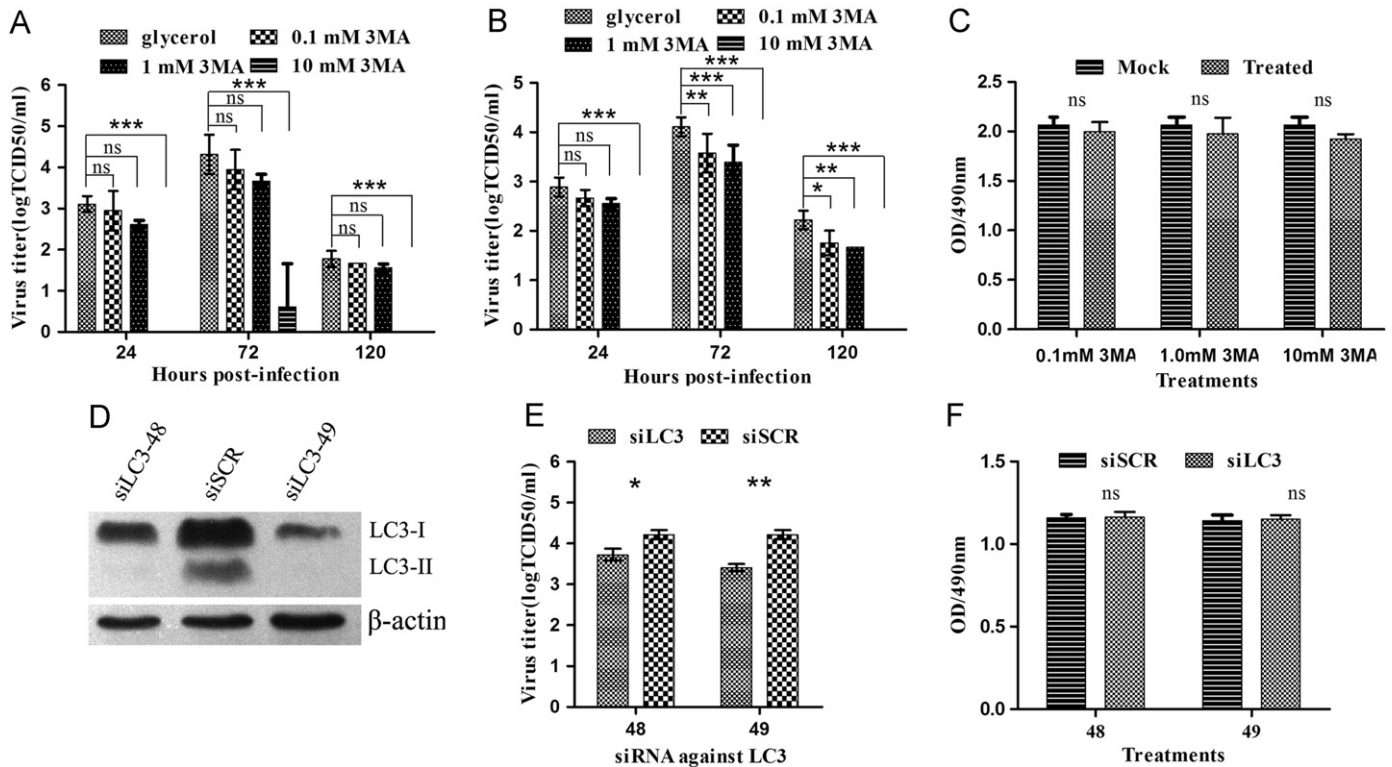 A
glycerol 0.1 mM 3MA
1 mM 3MA 10 mM 3MA
Virus titer(logTCID50/ml)
6
5
4
3
2
1
0
***
ns
ns
***
ns
ns
***
ns
ns
24 72 120
Hours post-infection
B
glycerol 0.1 mM 3MA
1 mM 3MA 10 mM 3MA
Virus titer(logTCID50/ml)
5
4
3
2
1
0
***
ns
ns
***
***
**
***
**
*
24 72 120
Hours post-infection
C
Mock Treated
OD/490nm
2.5
2.0
1.5
1.0
0.5
0.0
ns ns ns
0.1mM 3MA 1.0mM 3MA 10mM 3MA
Treatments
D
siLC3-48 siSCR siLC3-49
LC3-I
LC3-II
β-actin
E
siLC3 siSCR
Virus titer(logTCID50/ml)
6
5
4
3
2
1
0
* **
48 49
siRNA against LC3
F
siSCR siLC3
OD/490nm
1.5
1.0
0.5
0.0
ns ns
48 49
Treatments